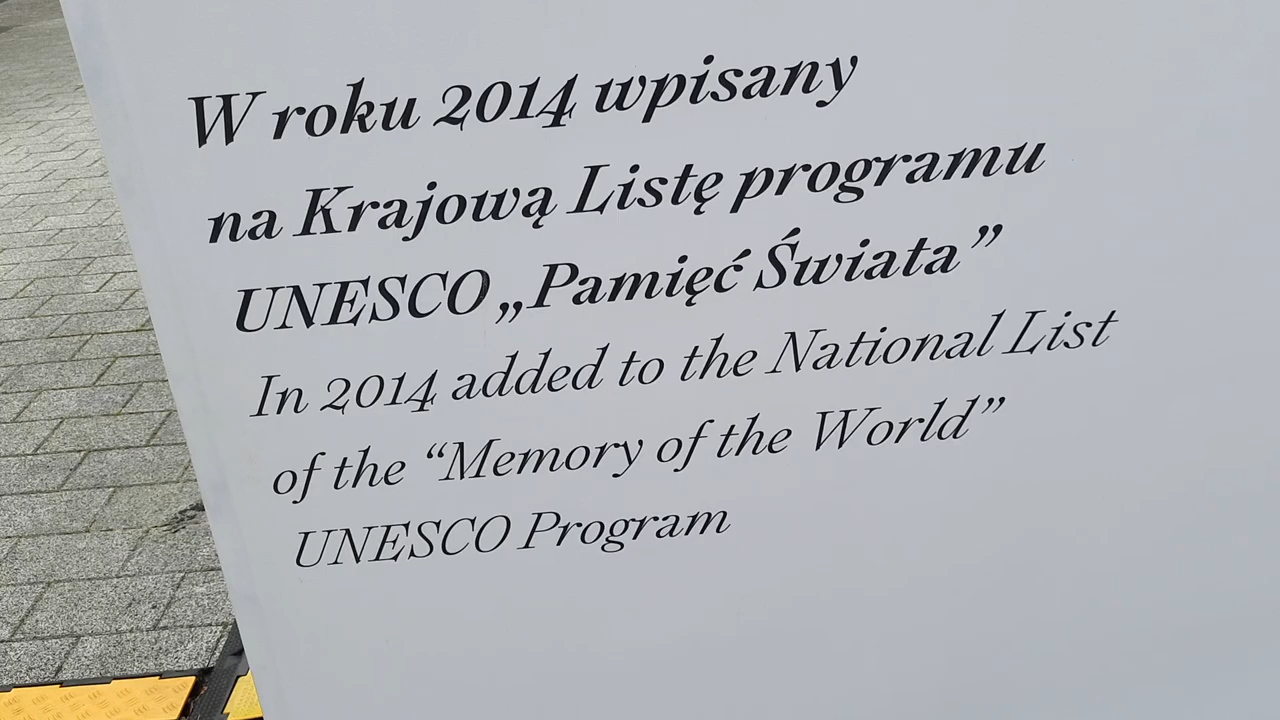 W roku 2014 wpisany
na Krajową Listę programu
UNESCO „Pamięć Świata”
In 2014 added to the National List
of the “Memory of the World”
UNESCO Program